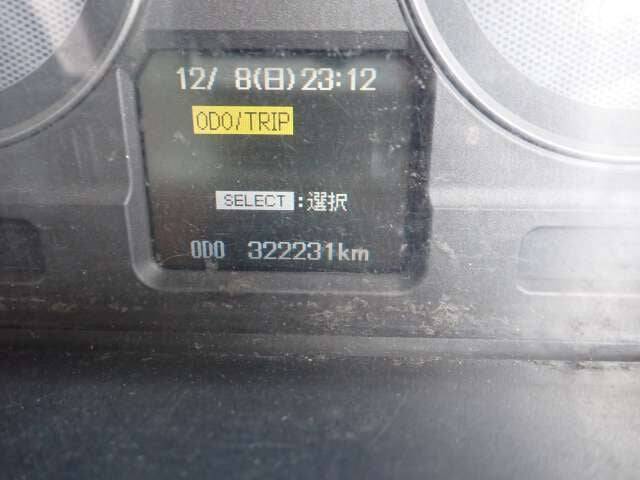 12/ 8(日)23:12
ODO/TRIP
SELECT:選択
ODO 322231km